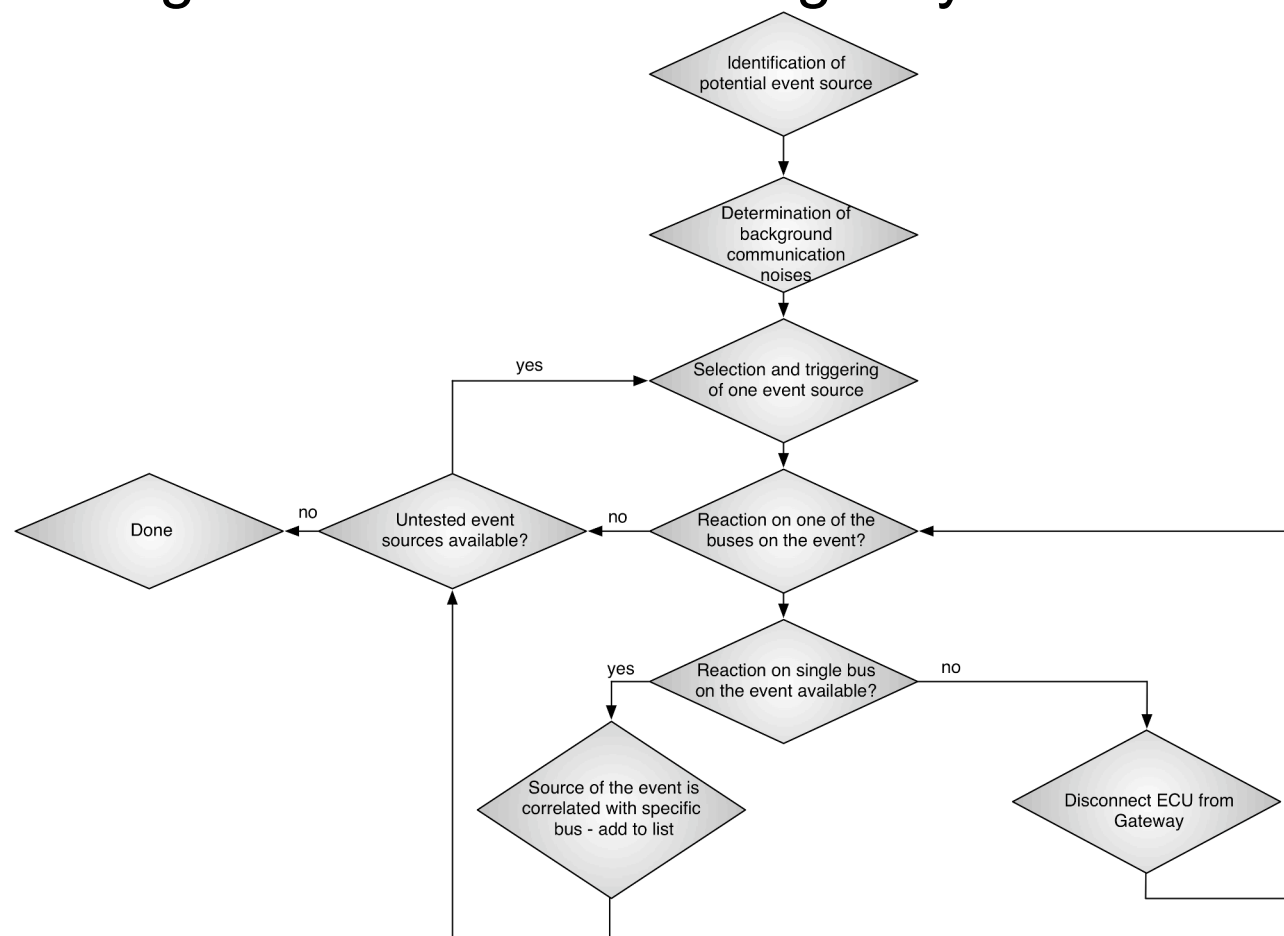 Identification of
potential event source
Determination of
background
communication
noises
yes
Selection and triggering
of one event source
Done
no
Untested event
sources available?
no
Reaction on one of the
buses on the event?
yes
Reaction on single bus
on the event available?
no
Source of the event is
correlated with specific
bus - add to list
Disconnect ECU from
Gateway